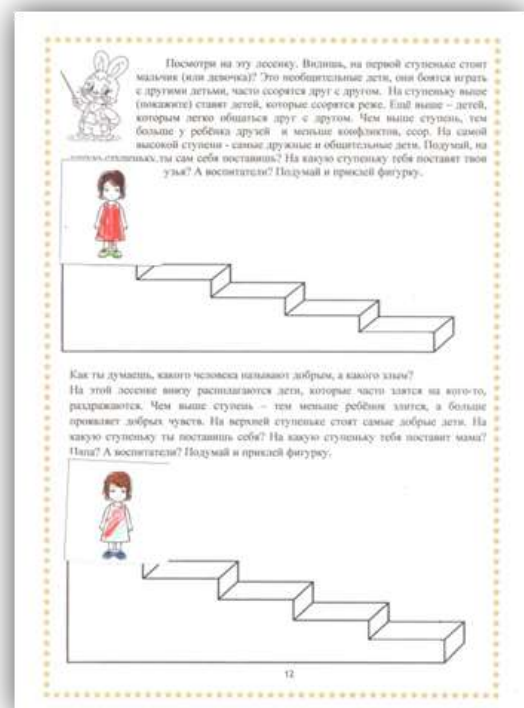 Посмотри на эту лесенку. Видишь, на первой ступеньке стоит
мальчик (или девочка)? Это необщительные дети, они боятся играть
с другими детьми, часто ссорятся друг с другом. На ступеньку выше
(покажите) ставят детей, которые ссорятся реже. Ещё выше – детей,
которым легко общаться друг с другом. Чем выше ступень, тем
больше у ребёнка друзей и меньше конфликтов, ссор. На самой
высокой ступени - самые дружные и общительные дети. Подумай, на
ступеньку ты сам себя поставишь? На какую ступеньку тебя поставят твои
узья? А воспитатели? Подумай и приклей фигурку.
Как ты думаешь, какого человека называют добрым, а какого злым?
На этой лесенке внизу располагаются дети, которые часто злятся на кого-то,
раздражаются. Чем выше ступень – тем меньше ребёнок злится, а больше
проявляет добрых чувств. На верхней ступеньке стоят самые добрые дети. На
какую ступеньку ты поставишь себя? На какую ступеньку тебя поставит мама?
Папа? А воспитатели? Подумай и приклей фигурку.
12